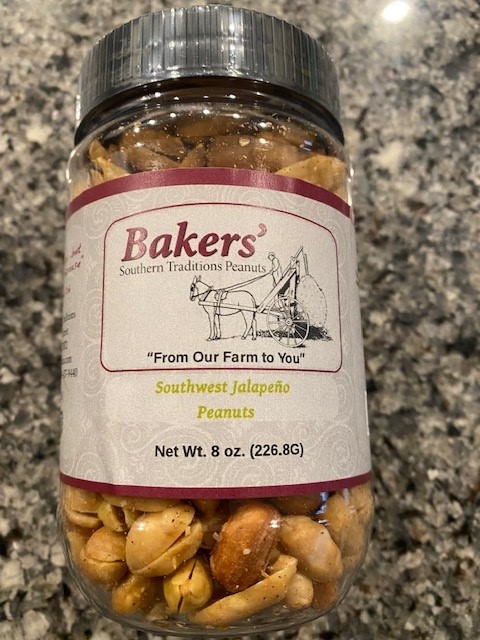 Bakers'
Southern Traditions Peanuts
"From Our Farm to You"
Southwest Jalapeño
Peanuts
Net Wt. 8 oz. (226.8G)